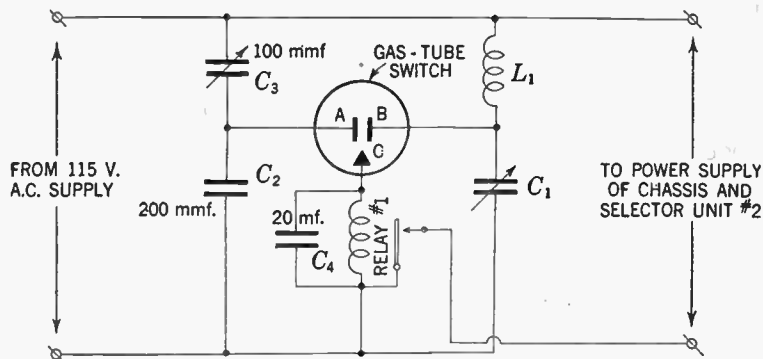 100 mmf
C3
GAS-TUBE
SWITCH
L1
A
B
C
FROM 115 V.
A.C. SUPPLY
C2
200 mmf.
20 mf.
C4
RELAY #1
C1
TO POWER SUPPLY
OF CHASSIS AND
SELECTOR UNIT #2